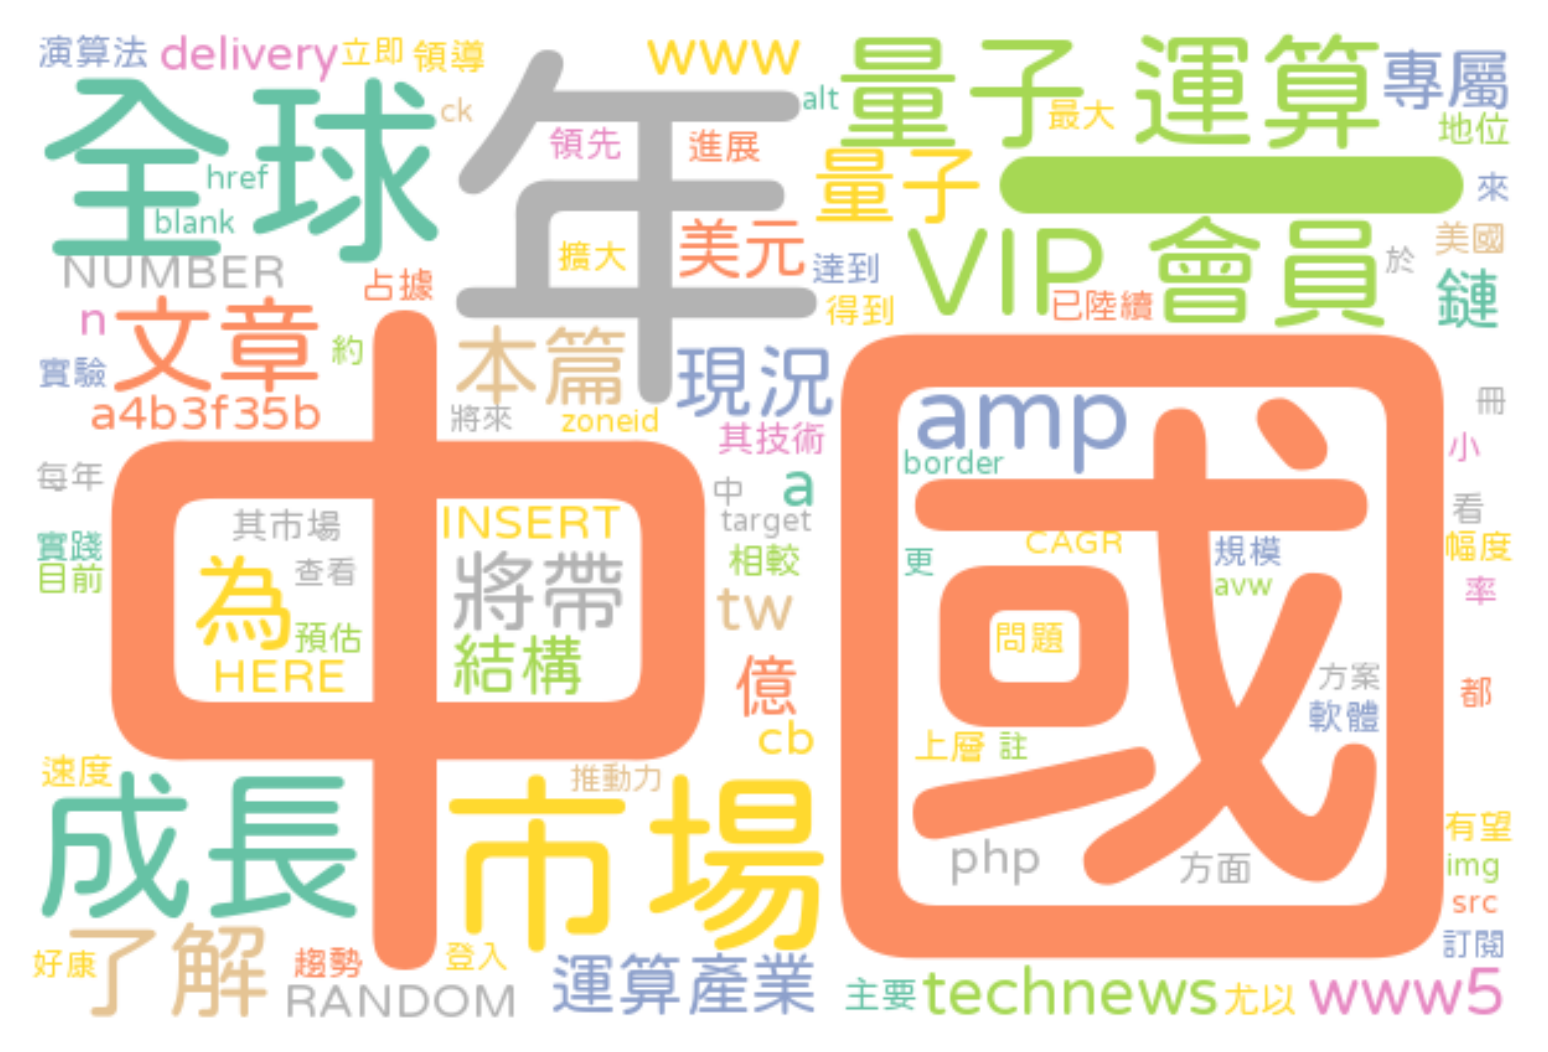 演算法 delivery 立即 領導 www 量子運算 專屬
全球 年 ck alt 最大 地位
領先 進展 量子 一 來
href blank 擴大 美元 達到 VIP 會員 於 美國
NUMBER 占據 得到 已陸續 鏈
n 文章 約 本篇 現況 中國
實驗 a4b3f35b 將來 zoneid 其技術 amp 冊
border 小
每年 其市場 INSERT 中 a target 看
實踐 查看 將帶 相較 更 CAGR 規模 幅度
目前 為 預估 tw avw 率
HERE 結構 億 問題 方案 都
cb 上層 註 軟體
速度 推動力
成長 市場 php 方面 有望
img
src
了解 好康 趨勢 登入 運算產業 訂閱
RANDOM 主要 technews 尤以 www5